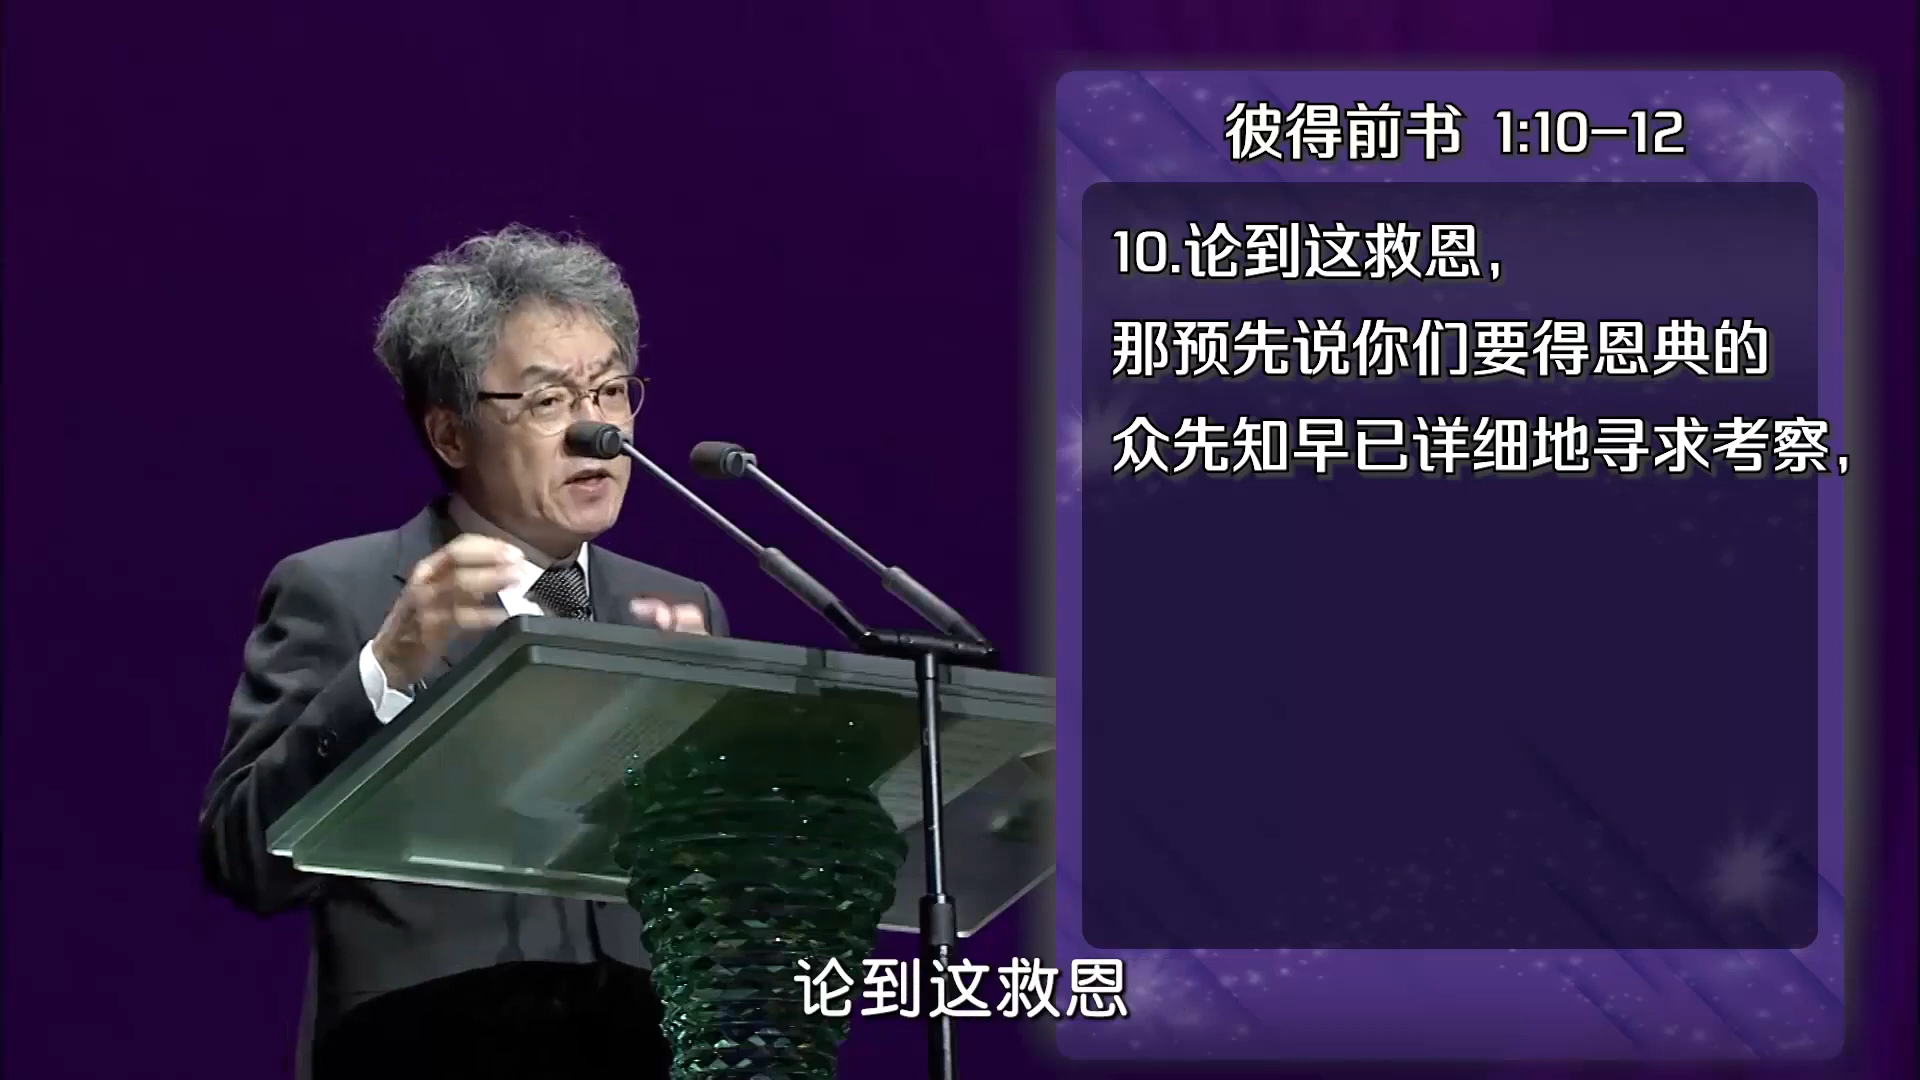 彼得前书 1:10-12
10.论到这救恩,
那预先说你们要得恩典的
众先知早已详细地寻求考察,
论到这救恩